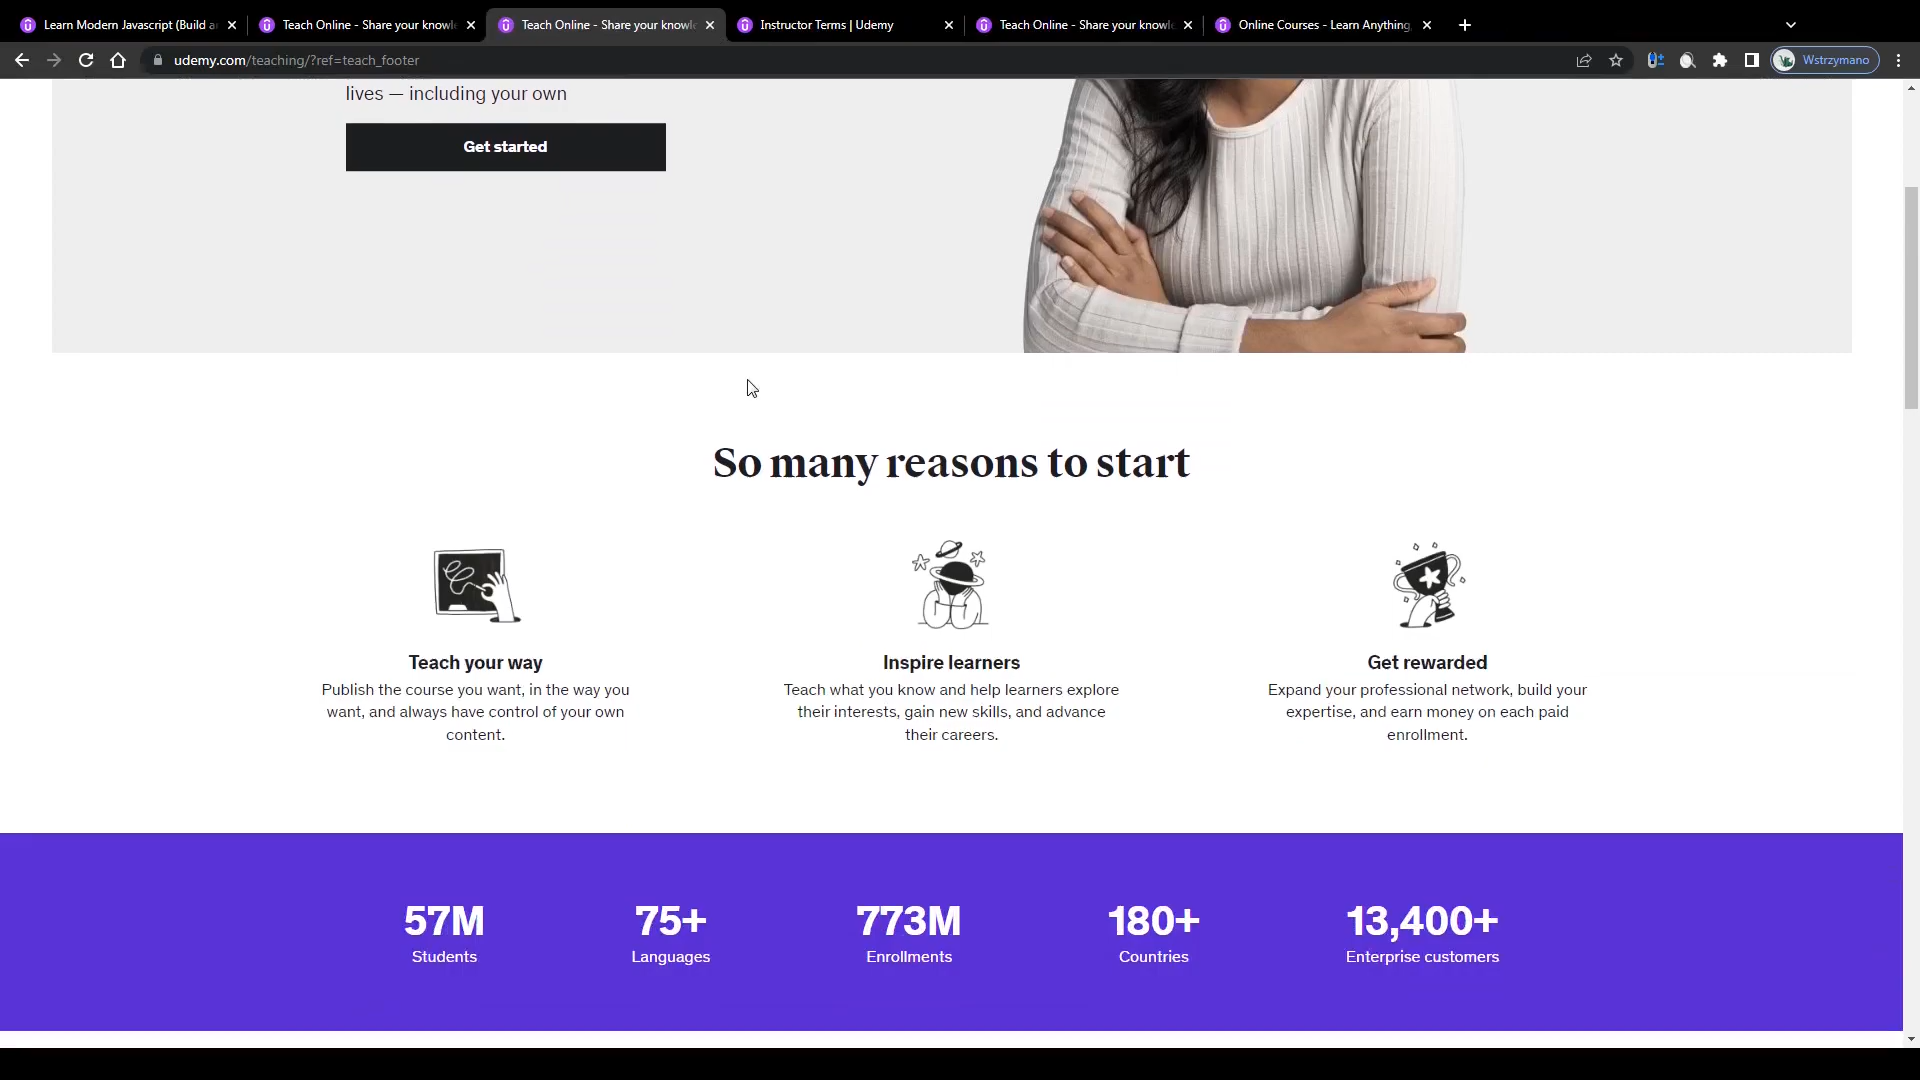 Learn Modern Javascript (Build a
Teach Online - Share your knowle
Teach Online - Share your knowle
Instructor Terms | Udemy
Teach Online - Share your knowle
Online Courses - Learn Anything,
udemy.com/teaching/?ref=teach_footer
Wstrzymano
lives — including your own
Get started
So many reasons to start
Teach your way
Publish the course you want, in the way you
want, and always have control of your own
content.
Inspire learners
Teach what you know and help learners explore
their interests, gain new skills, and advance
their careers.
Get rewarded
Expand your professional network, build your
expertise, and earn money on each paid
enrollment.
57M
Students
75+
Languages
773M
Enrollments
180+
Countries
13,400+
Enterprise customers